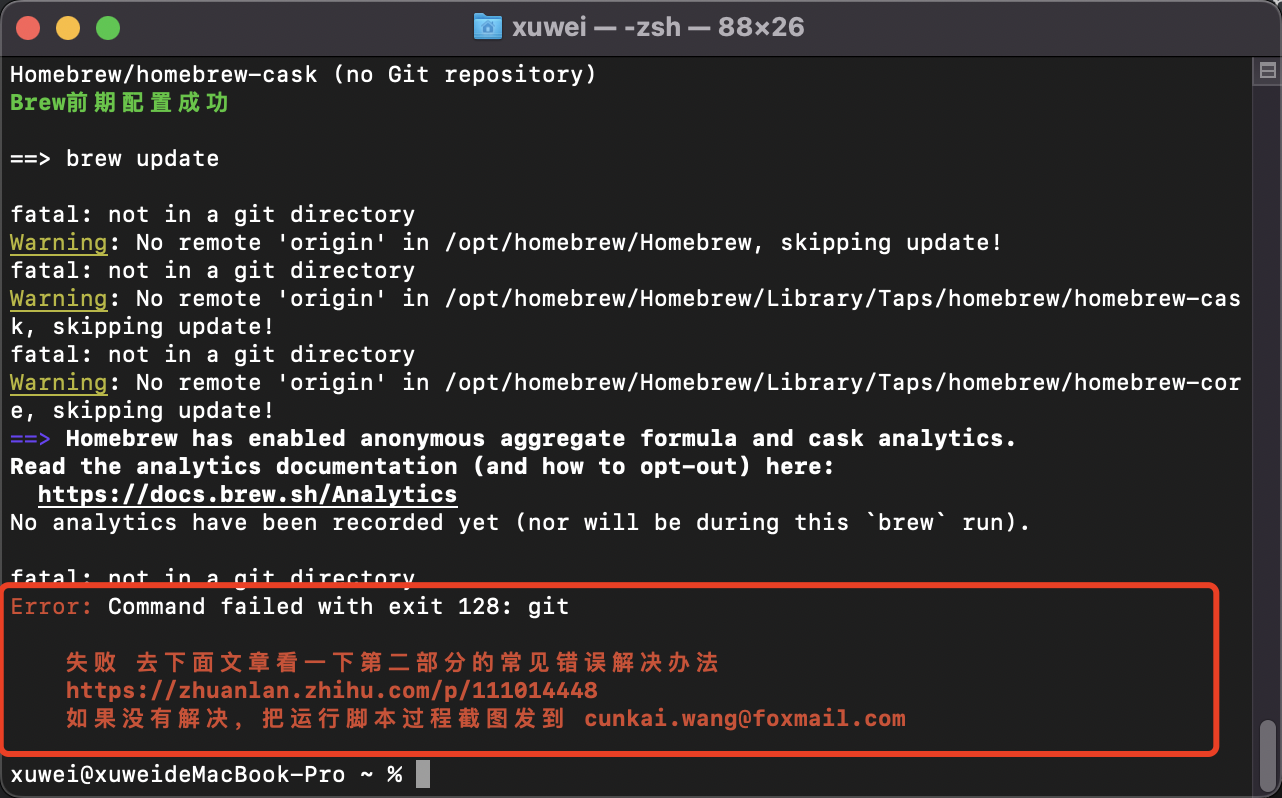 xuwei — -zsh — 88×26
Homebrew/homebrew-cask (no Git repository)
Brew前期配置成功
==> brew update
fatal: not in a git directory
Warning: No remote 'origin' in /opt/homebrew/Homebrew, skipping update!
fatal: not in a git directory
Warning: No remote 'origin' in /opt/homebrew/Homebrew/Library/Taps/homebrew/homebrew-cas
k, skipping update!
fatal: not in a git directory
Warning: No remote 'origin' in /opt/homebrew/Homebrew/Library/Taps/homebrew/homebrew-cor
e, skipping update!
==> Homebrew has enabled anonymous aggregate formula and cask analytics.
Read the analytics documentation (and how to opt-out) here:
https://docs.brew.sh/Analytics
No analytics have been recorded yet (nor will be during this `brew` run).
fatal: not in a git directory
Error: Command failed with exit 128: git
失败 去下面文章看一下第二部分的常见错误解决办法
https://zhuanlan.zhihu.com/p/111014448
如果没有解决，把运行脚本过程截图发到 cunkai.wang@foxmail.com
xuwei@xuweideMacBook-Pro ~ %